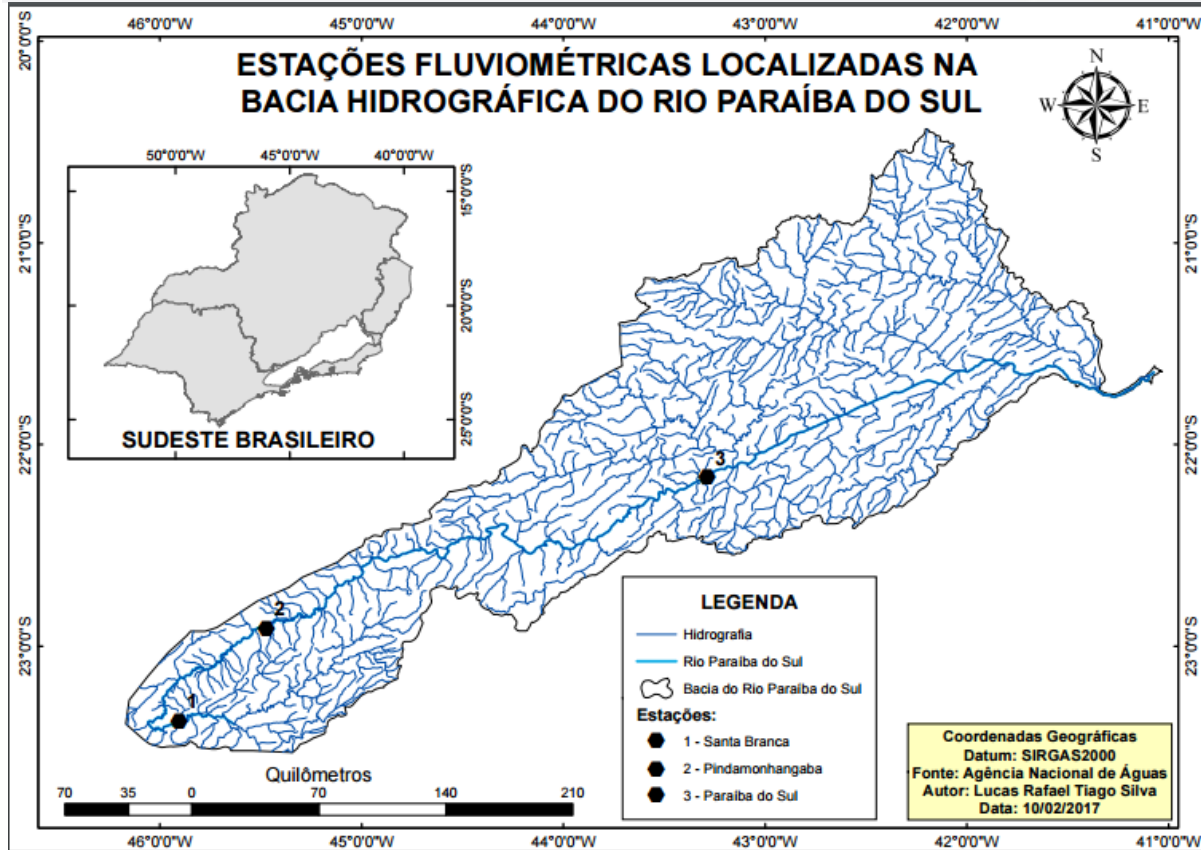 46°0'0"W 45°0'0"W 44°0'0"W 43°0'0"W 42°0'0"W 41°0'0"W
20°0'0"S
ESTAÇÕES FLUVIOMÉTRICAS LOCALIZADAS NA
BACIA HIDROGRÁFICA DO RIO PARAÍBA DO SUL
N
W E
S
50°0'0"W 45°0'0"W 40°0'0"W
15°0'0"S
20°0'0"S
25°0'0"S
SUDESTE BRASILEIRO
21°0'0"S 21°0'0"S
22°0'0"S 22°0'0"S
23°0'0"S 23°0'0"S
3
2
1
LEGENDA
Hidrografia
Rio Paraíba do Sul
Bacia do Rio Paraíba do Sul
Estações:
1 - Santa Branca
2 - Pindamonhangaba
3 - Paraíba do Sul
Quilômetros
70 35 0 70 140 210
Coordenadas Geográficas
Datum: SIRGAS2000
Fonte: Agência Nacional de Águas
Autor: Lucas Rafael Tiago Silva
Data: 10/02/2017
46°0'0"W 45°0'0"W 44°0'0"W 43°0'0"W 42°0'0"W 41°0'0"W